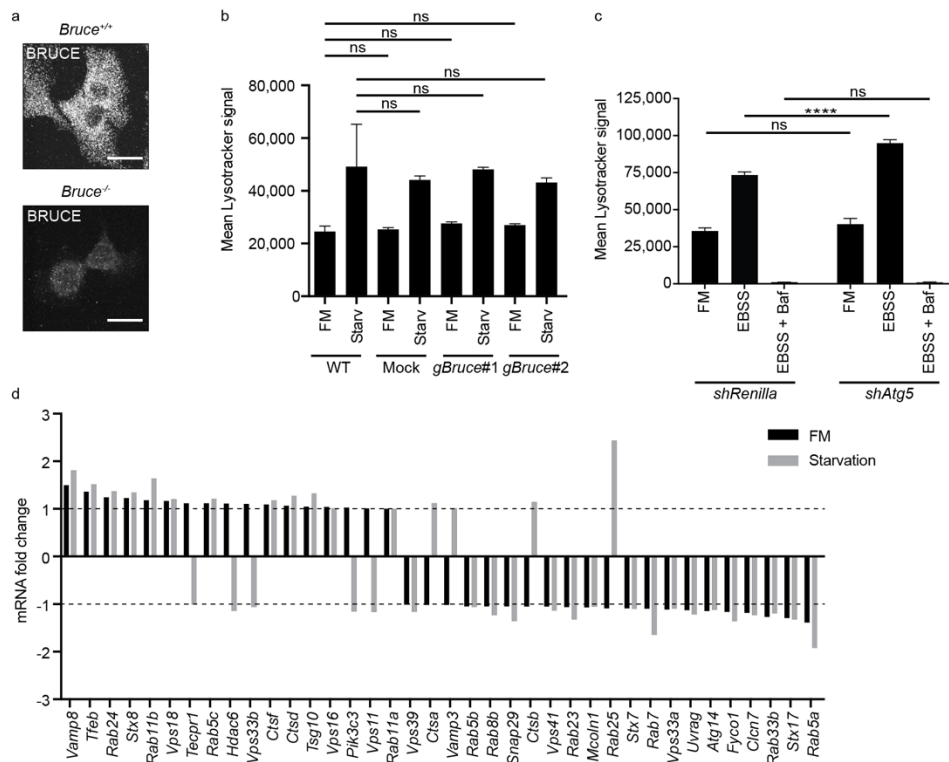 a
Bruce+/+
BRUCE
Bruce-/-
BRUCE
b
ns
ns
ns
ns
ns
ns
80,000
60,000
40,000
20,000
0
Mean Lysotracker signal
FM
Starv
FM
Starv
FM
Starv
FM
Starv
WT
Mock
gBruce#1
gBruce#2
c
ns
****
ns
125,000
100,000
75,000
50,000
25,000
0
Mean Lysotracker signal
FM
EBSS
EBSS + Baf
FM
EBSS
EBSS + Baf
shRenilla
shAtg5
d
FM
Starvation
3
2
1
0
-1
-2
-3
mRNA fold change
Vamp8
Tfeb
Rab24
Stx8
Rab11b
Vps18
Tecpr1
Rab5c
Hdac6
Vps33b
Ctsf
Ctsd
Tsg10
Vps16
Pik3c3
Vps11
Rab11a
Vps39
Ctsa
Vamp3
Rab5b
Rab8b
Snap29
Ctsb
Vps41
Rab23
Mcoln1
Rab25
Stx7
Rab7
Vps33a
Uvrag
Atg14
Fyco1
Clcn7
Rab33b
Stx17
Rab5a